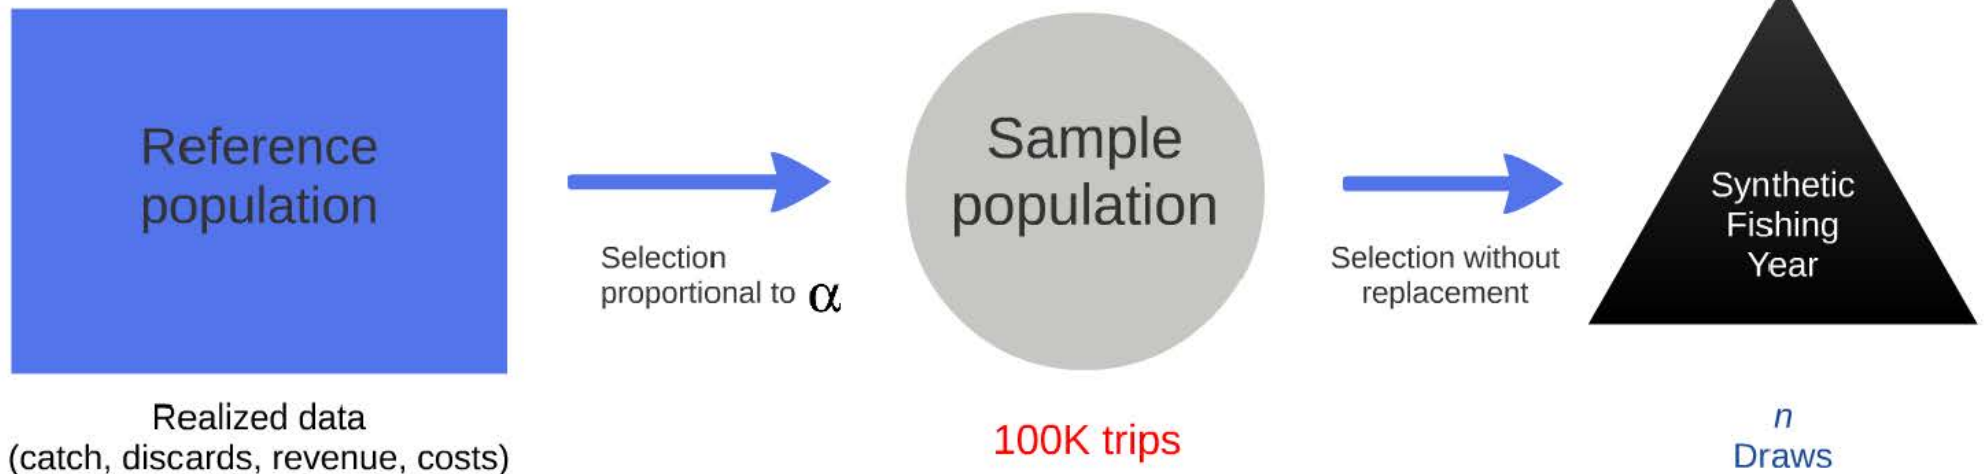 Reference
population
Realized data
(catch, discards, revenue, costs)
Selection
proportional to α
Sample
population
100K trips
Selection without
replacement
Synthetic
Fishing
Year
n
Draws